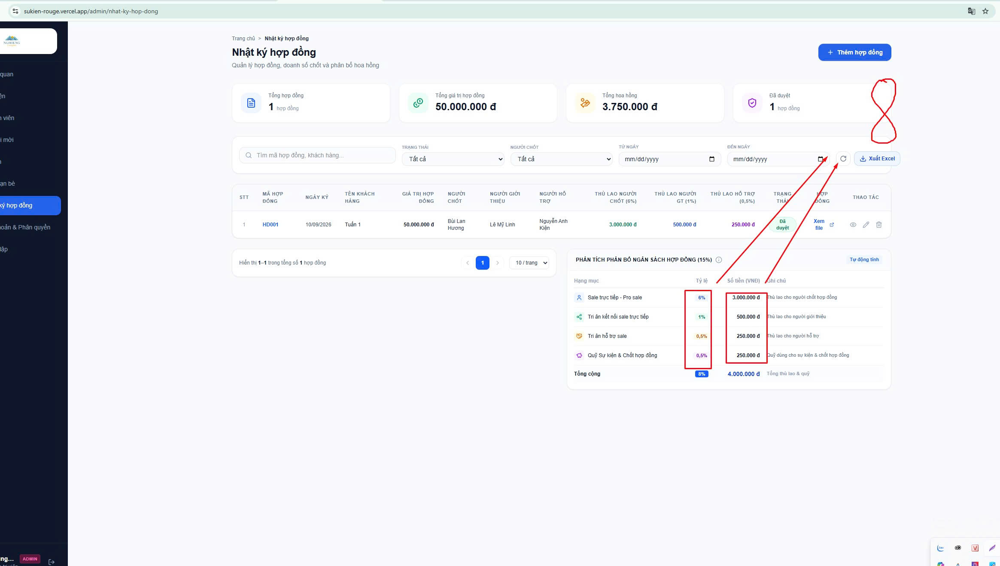 sukien-rouge.vercel.app/admin/nhat-ky-hop-dong
NGHIENG
quan
ện
n viên
i mời
n
ạn bè
ký hợp đồng
hoản & Phân quyền
lập
ung...
ADMIN
Trang chủ > Nhật ký hợp đồng
Nhật ký hợp đồng
Quản lý hợp đồng, doanh số chốt và phân bổ hoa hồng
+ Thêm hợp đồng
Tổng hợp đồng
1 hợp đồng
Tổng giá trị hợp đồng
50.000.000 đ
Tổng hoa hồng
3.750.000 đ
Đã duyệt
1 hợp đồng
8
Tìm mã hợp đồng, khách hàng...
TRẠNG THÁI
Tất cả
NGƯỜI CHỐT
Tất cả
TỪ NGÀY
mm/dd/yyyy
ĐẾN NGÀY
mm/dd/yyyy
Xuất Excel
STT
MÃ HỢP
ĐỒNG
NGÀY KÝ
TÊN KHÁCH
HÀNG
GIÁ TRỊ HỢP
ĐỒNG
NGƯỜI
CHỐT
NGƯỜI GIỚI
THIỆU
NGƯỜI HỖ
TRỢ
THÙ LAO NGƯỜI
CHỐT (6%)
THÙ LAO NGƯỜI
GT (1%)
THÙ LAO HỖ TRỢ
(0,5%)
TRẠNG
THÁI
HỢP
ĐỒNG
THAO TÁC
1
HD001
10/09/2026
Tuấn 1
50.000.000 đ
Bùi Lan
Hương
Lê Mỹ Linh
Nguyễn Anh
Kiện
3.000.000 đ
500.000 đ
250.000 đ
Đã
duyệt
Xem
file
Hiển thị 1–1 trong tổng số 1 hợp đồng
1
10 / trang
PHÂN TÍCH PHÂN BỔ NGÂN SÁCH HỢP ĐỒNG (15%)
Tự động tính
Hạng mục Tỷ lệ Số tiền (VNĐ) Ghi chú
Sale trực tiếp - Pro sale 6% 3.000.000 đ Thù lao cho người chốt hợp đồng
Tri ân kết nối sale trực tiếp 1% 500.000 đ Thù lao cho người giới thiệu
Tri ân hỗ trợ sale 0,5% 250.000 đ Thù lao cho người hỗ trợ
Quỹ Sự kiện & Chốt hợp đồng 0,5% 250.000 đ Quỹ dùng cho sự kiện & chốt hợp đồng
Tổng cộng 8% 4.000.000 đ Tổng thù lao & quỹ
Zalo
V